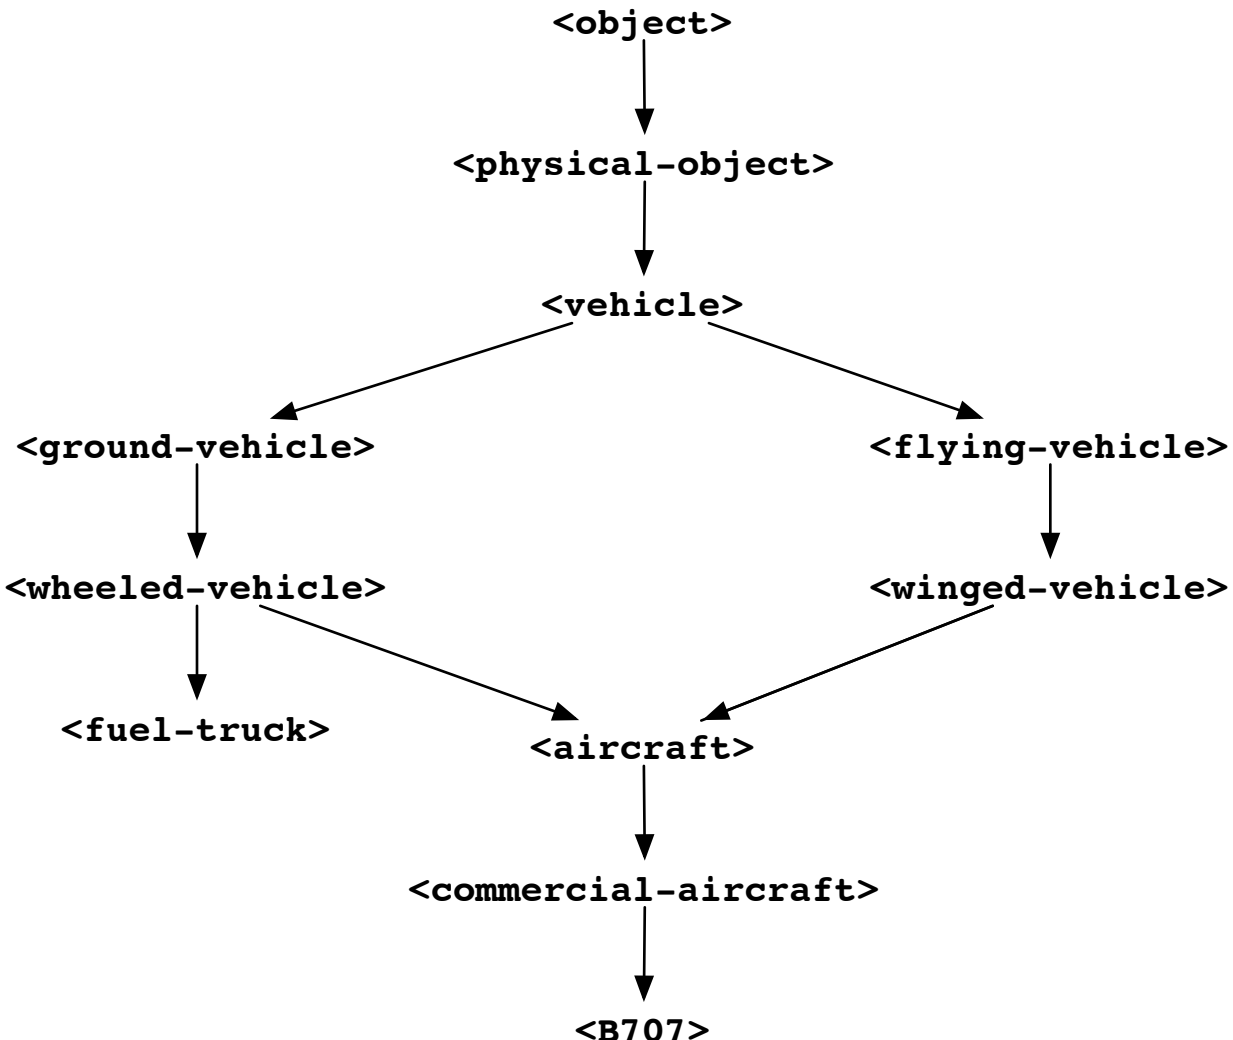 <object>
<physical-object>
<vehicle>
<ground-vehicle>
<flying-vehicle>
<wheeled-vehicle>
<winged-vehicle>
<fuel-truck>
<aircraft>
<commercial-aircraft>
<B707>